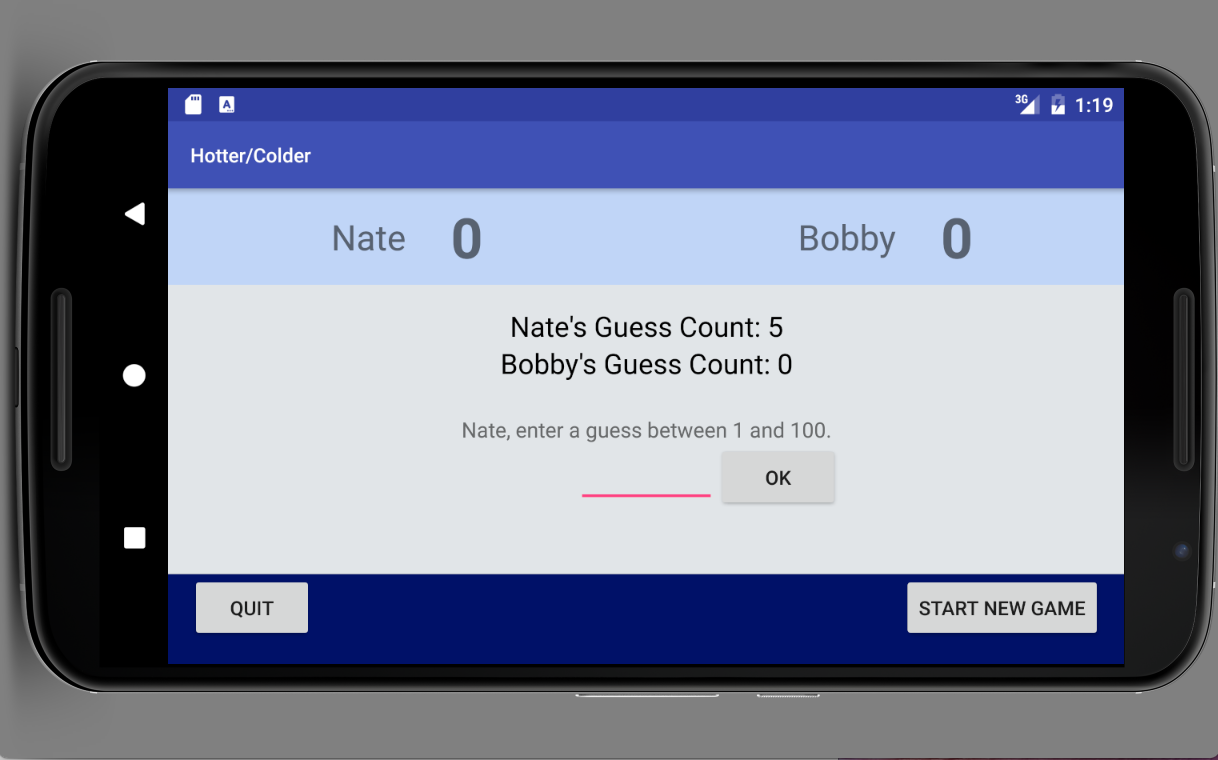 A
3G 1:19
Hotter/Colder
Nate 0 Bobby 0
Nate's Guess Count: 5
Bobby's Guess Count: 0
Nate, enter a guess between 1 and 100.
OK
QUIT START NEW GAME